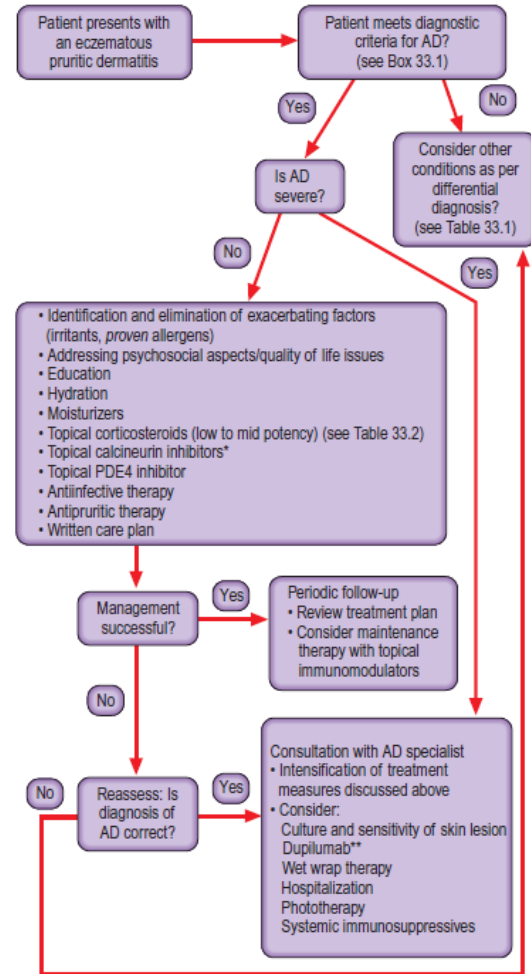 Patient presents with
an eczematous
pruritic dermatitis
Patient meets diagnostic
criteria for AD?
(see Box 33.1)
Yes
No
Is AD
severe?
Consider other
conditions as per
differential
diagnosis?
(see Table 33.1)
No
Yes
• Identification and elimination of exacerbating factors
(irritants, proven allergens)
• Addressing psychosocial aspects/quality of life issues
• Education
• Hydration
• Moisturizers
• Topical corticosteroids (low to mid potency) (see Table 33.2)
• Topical calcineurin inhibitors*
• Topical PDE4 inhibitor
• Antiinfective therapy
• Antipruritic therapy
• Written care plan
Management
successful?
Yes
Periodic follow-up
• Review treatment plan
• Consider maintenance
therapy with topical
immunomodulators
No
No
Reassess: Is
diagnosis of
AD correct?
Yes
Consultation with AD specialist
• Intensification of treatment
measures discussed above
• Consider:
Culture and sensitivity of skin lesion
Dupilumab**
Wet wrap therapy
Hospitalization
Phototherapy
Systemic immunosuppressives